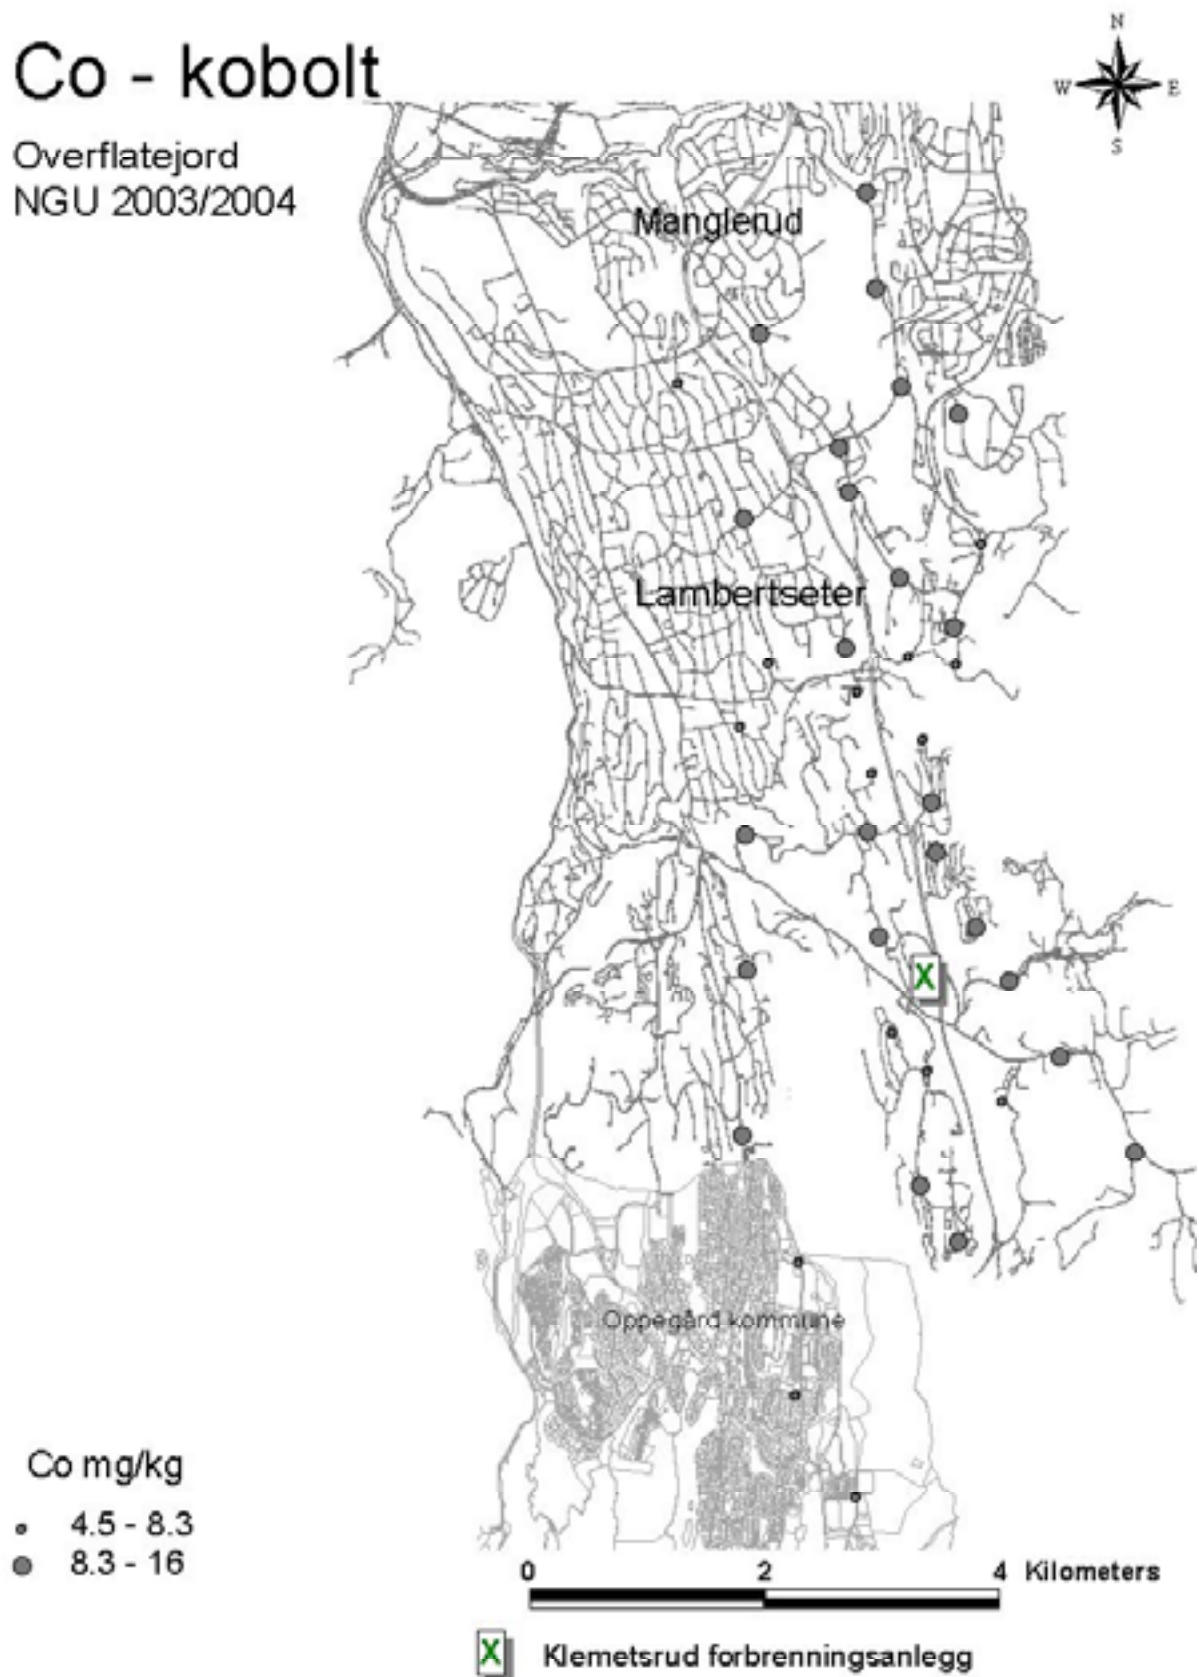 Co - kobolt
Overflatejord
NGU 2003/2004
N
W E
S
Manglerud
Lambertseter
X
Oppegård kommune
Co mg/kg
4.5 - 8.3
8.3 - 16
0 2 4 Kilometers
X Klemetsrud forbrenningsanlegg